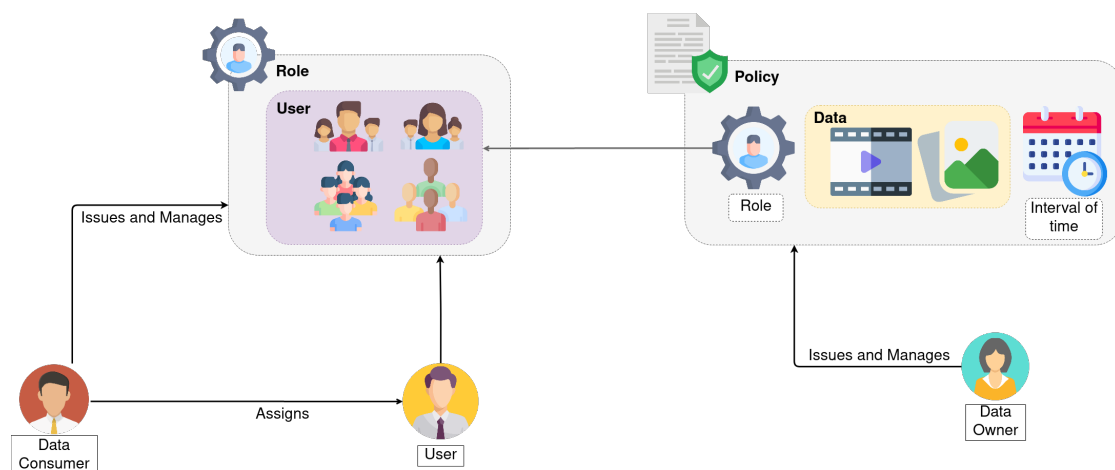 Role
Policy
User
Data
Role
Interval of
time
Issues and Manages
Issues and Manages
Assigns
Data
Consumer
User
Data
Owner